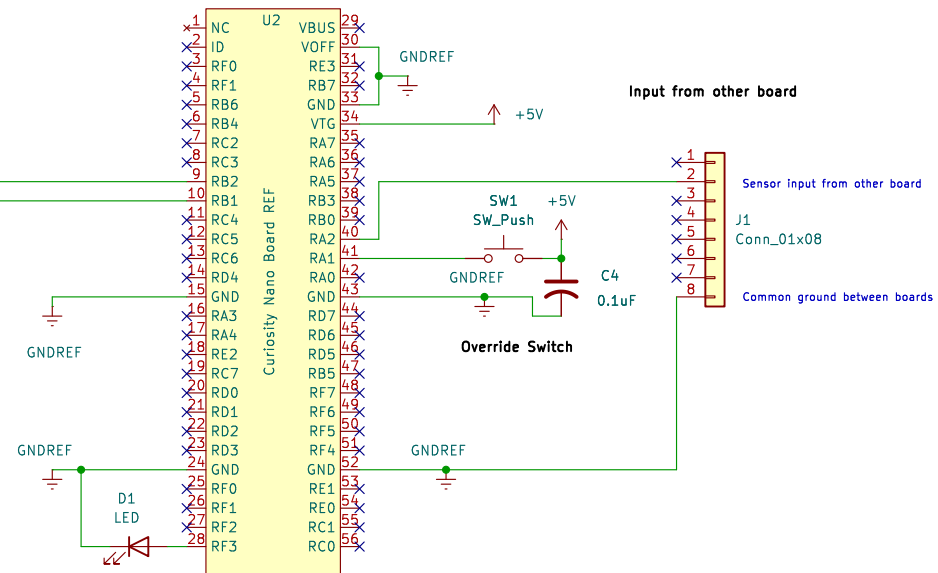 U2
1 NC
2 ID
3 RF0
4 RF1
5 RB6
6 RB4
7 RC2
8 RC3
9 RB2
10 RB1
11 RC4
12 RC5
13 RC6
14 RD4
15 GND
16 RA3
17 RA4
18 RE2
19 RC7
20 RD0
21 RD1
22 RD2
23 RD3
24 GND
25 RF0
26 RF1
27 RF2
28 RF3
Curiosity Nano Board REF
VBUS 29
VOFF 30
RE3 31
RB7 32
GND 33
VTG 34
RA7 35
RA6 36
RA5 37
RB3 38
RB0 39
RA2 40
RA1 41
RA0 42
GND 43
RD7 44
RD6 45
RD5 46
RB5 47
RF7 48
RF6 49
RF5 50
RF4 51
GND 52
RE1 53
RE0 54
RC1 55
RC0 56
GNDREF
+5V
Input from other board
1
2
3
4
5
6
7
8
Sensor input from other board
J1
Conn_01x08
Common ground between boards
SW1
SW_Push
+5V
GNDREF
C4
0.1uF
Override Switch
GNDREF
GNDREF
GNDREF
D1
LED